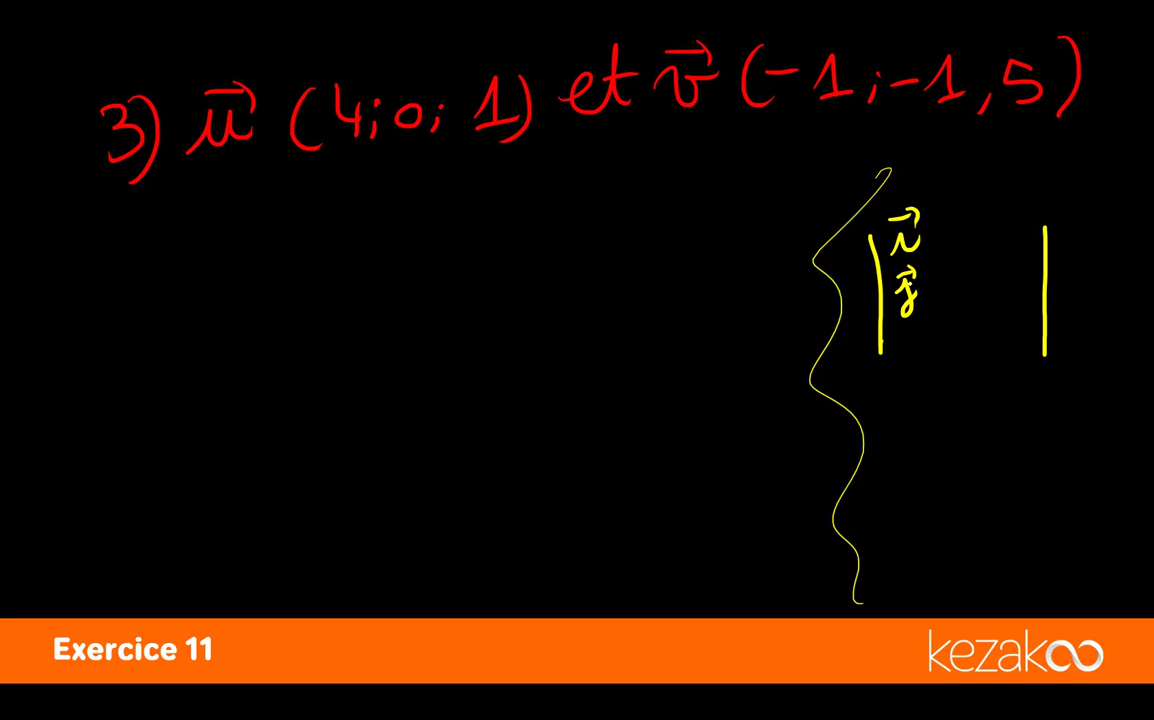 3) u⃗ (4; 0; 1) et v⃗ (-1; -1, 5)
i⃗
j⃗
Exercice 11
kezakoo